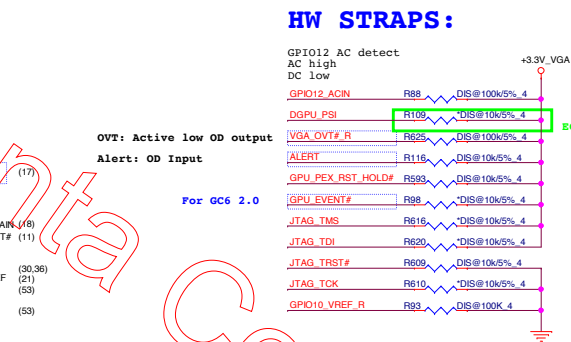 HW STRAPS:
GPIO12 AC detect
AC high
DC low
+3.3V_VGA
GPIO12_ACIN R88 DIS@100k/5%_4
DGPU_PSI R109 *DIS@10k/5%_4
OVT: Active low OD output
VGA_OVT#_R R625 DIS@100k/5%_4
Alert: OD Input
ALERT R116 DIS@10k/5%_4
(17)
GPU_PEX_RST_HOLD# R593 DIS@10k/5%_4
For GC6 2.0
GPU_EVENT# R98 DIS@10k/5%_4
(18)
JTAG_TMS R616 *DIS@10k/5%_4
T# (11)
JTAG_TDI R620 *DIS@10k/5%_4
JTAG_TRST# R609 DIS@10k/5%_4
(30,36)
F (21)
JTAG_TCK R610 *DIS@10k/5%_4
(53)
GPIO10_VREF_R R93 DIS@100K_4
(53)